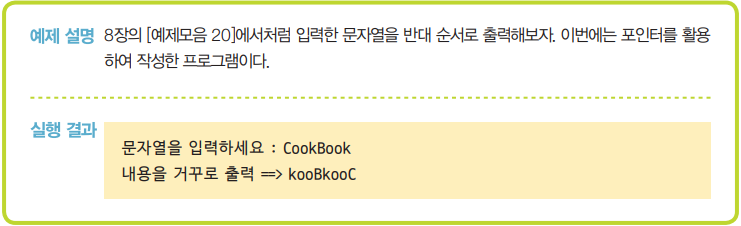 예제 설명 8장의 [예제모음 20]에서처럼 입력한 문자열을 반대 순서로 출력해보자. 이번에는 포인터를 활용
하여 작성한 프로그램이다.
실행 결과
문자열을 입력하세요 : CookBook
내용을 거꾸로 출력 ==> kooBkooC